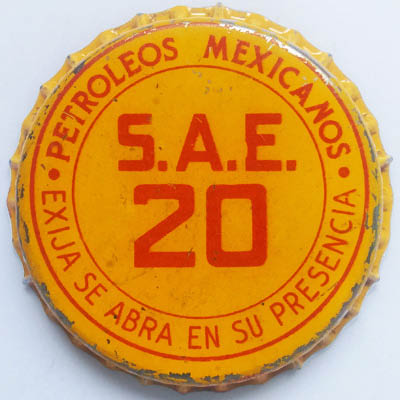 • PETROLEOS MEXICANOS •
S.A.E.
20
EXIJA SE ABRA EN SU PRESENCIA